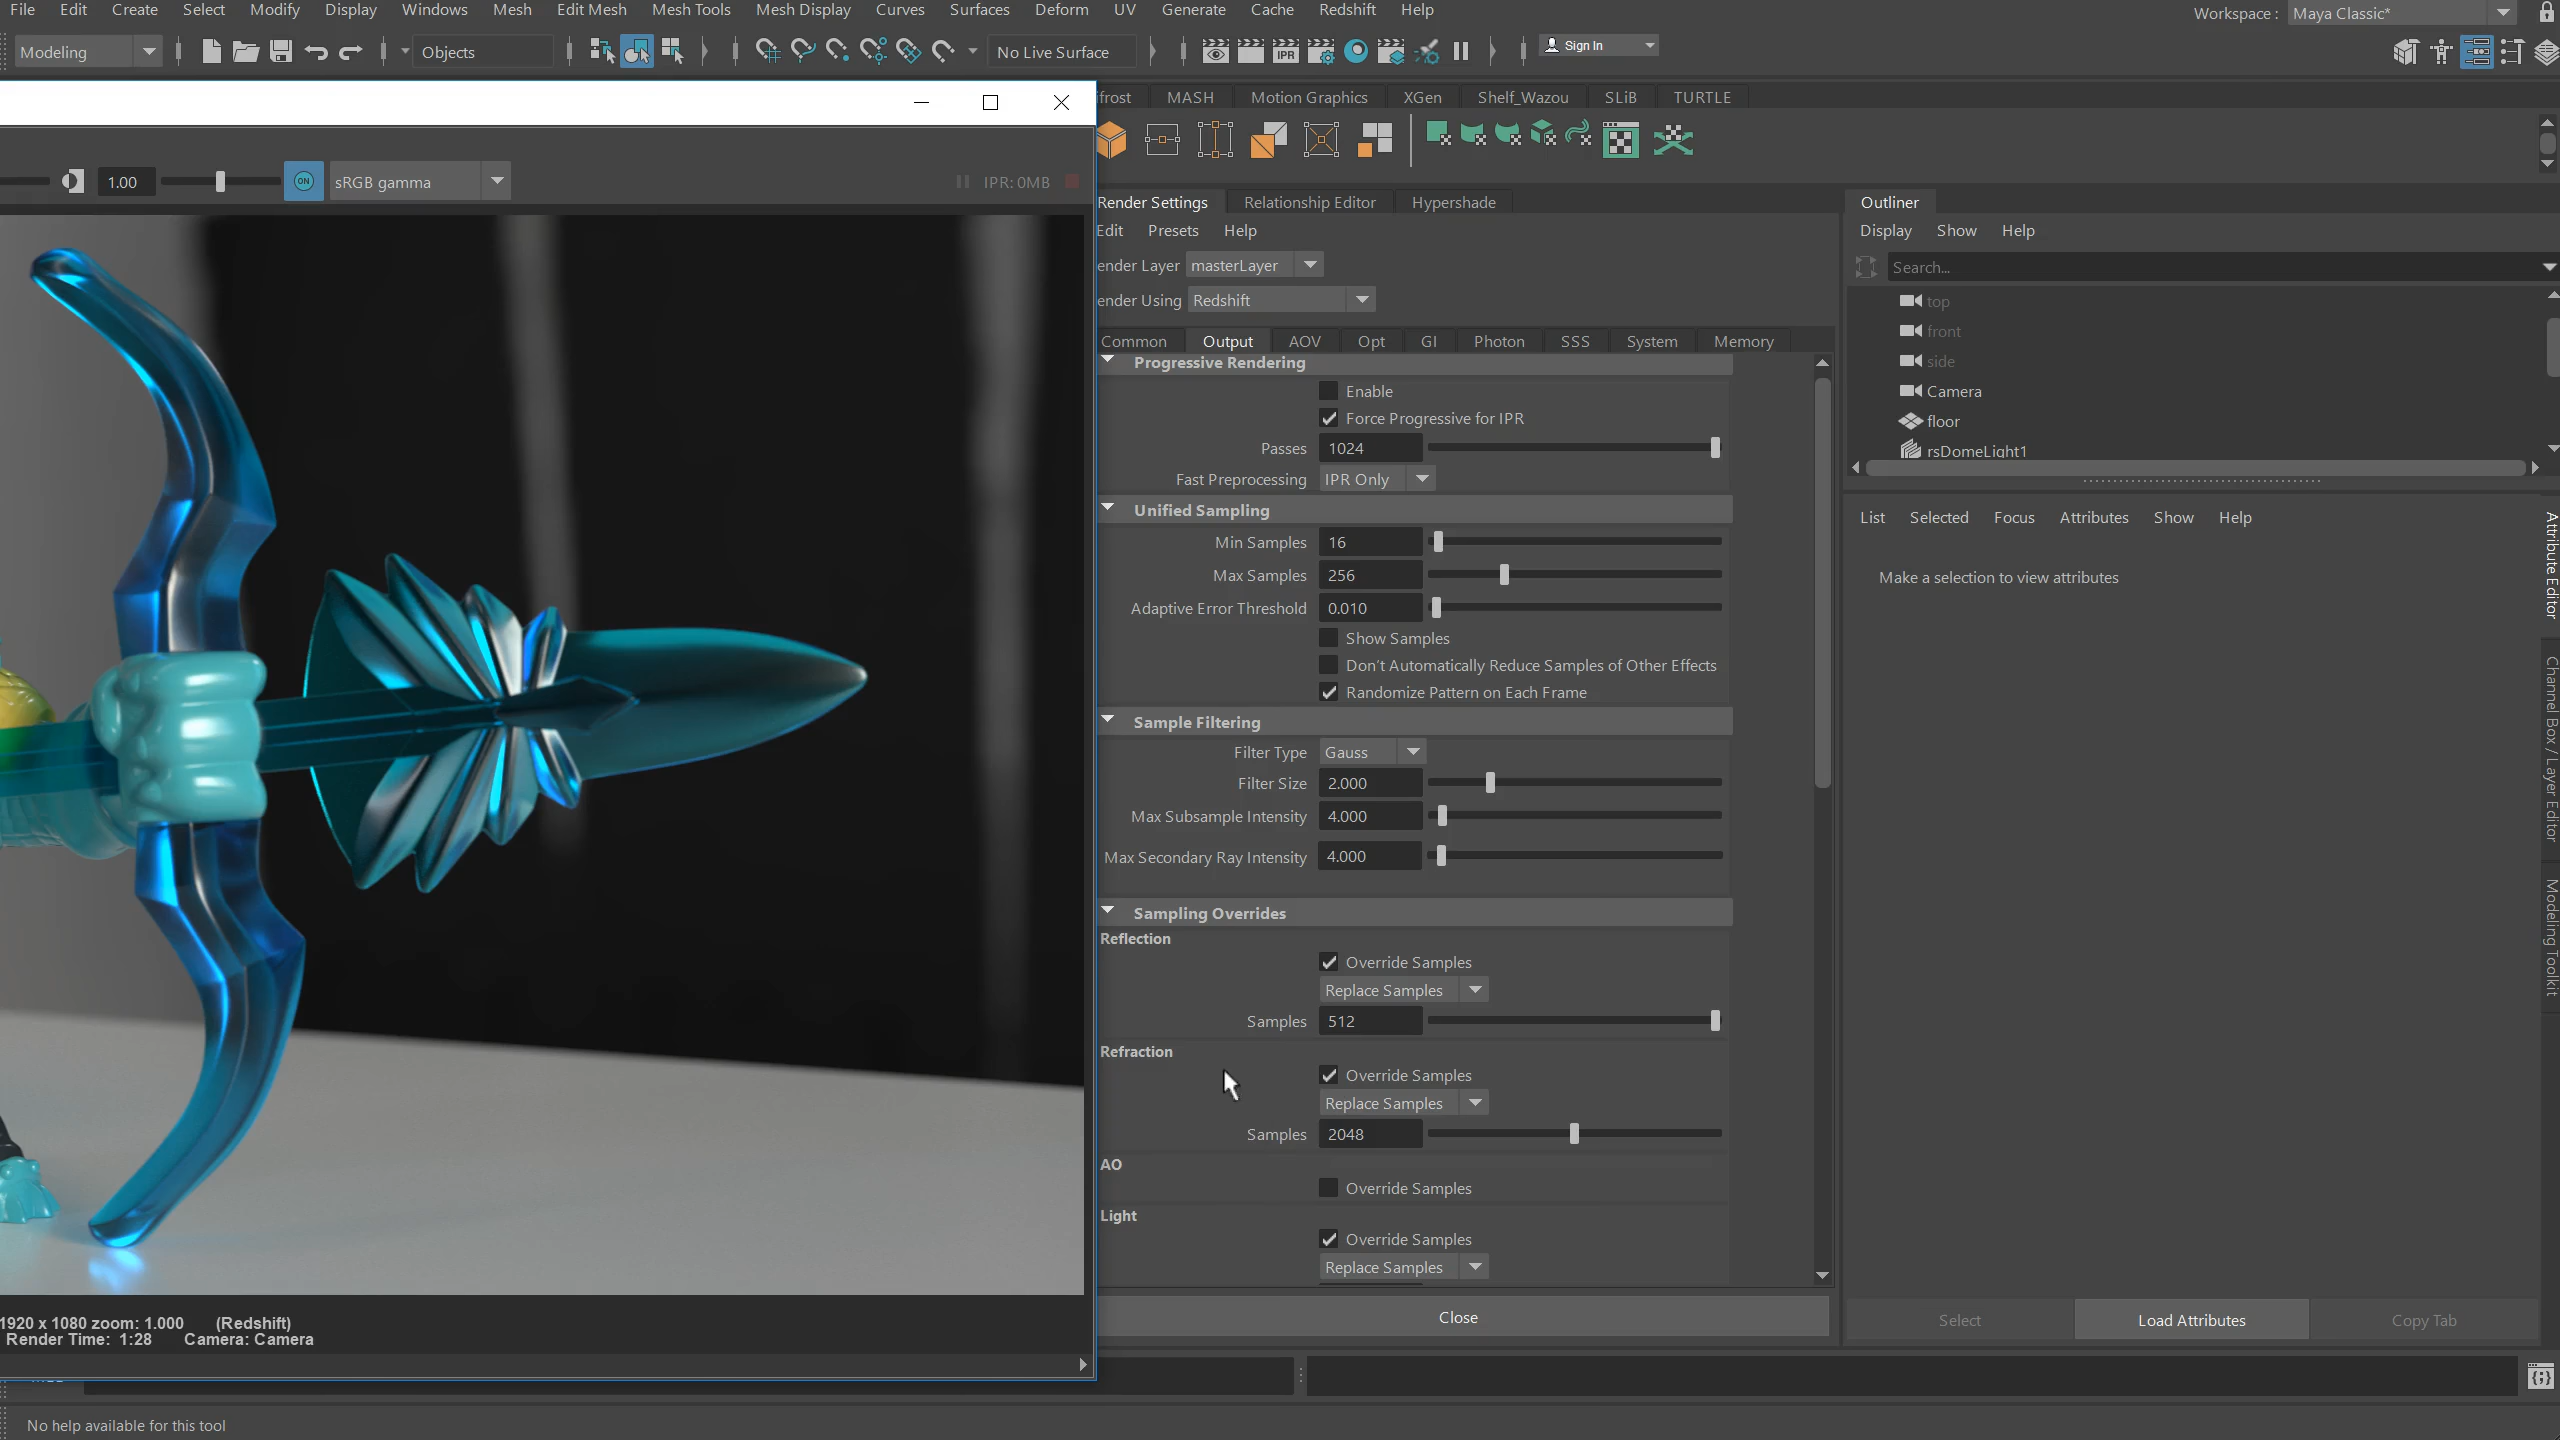 File Edit Create Select Modify Display Windows Mesh Edit Mesh Mesh Tools Mesh Display Curves Surfaces Deform UV Generate Cache Redshift Help
Workspace : Maya Classic*
Modeling Objects No Live Surface IPR Sign In
ifrost MASH Motion Graphics XGen Shelf_Wazou SLiB TURTLE
1.00 ON sRGB gamma IPR: 0MB
Render Settings Relationship Editor Hypershade
Edit Presets Help
ender Layer masterLayer
ender Using Redshift
Common Output AOV Opt GI Photon SSS System Memory
Progressive Rendering
Enable
Force Progressive for IPR
Passes 1024
Fast Preprocessing IPR Only
Unified Sampling
Min Samples 16
Max Samples 256
Adaptive Error Threshold 0.010
Show Samples
Don't Automatically Reduce Samples of Other Effects
Randomize Pattern on Each Frame
Sample Filtering
Filter Type Gauss
Filter Size 2.000
Max Subsample Intensity 4.000
Max Secondary Ray Intensity 4.000
Sampling Overrides
Reflection
Override Samples
Replace Samples
Samples 512
Refraction
Override Samples
Replace Samples
Samples 2048
AO
Override Samples
Light
Override Samples
Replace Samples
Close
Outliner
Display Show Help
Search...
top
front
side
Camera
floor
rsDomeLight1
List Selected Focus Attributes Show Help
Make a selection to view attributes
Attribute Editor
Channel Box / Layer Editor
Modeling Toolkit
Select Load Attributes Copy Tab
1920 x 1080 zoom: 1.000 (Redshift)
Render Time: 1:28 Camera: Camera
No help available for this tool